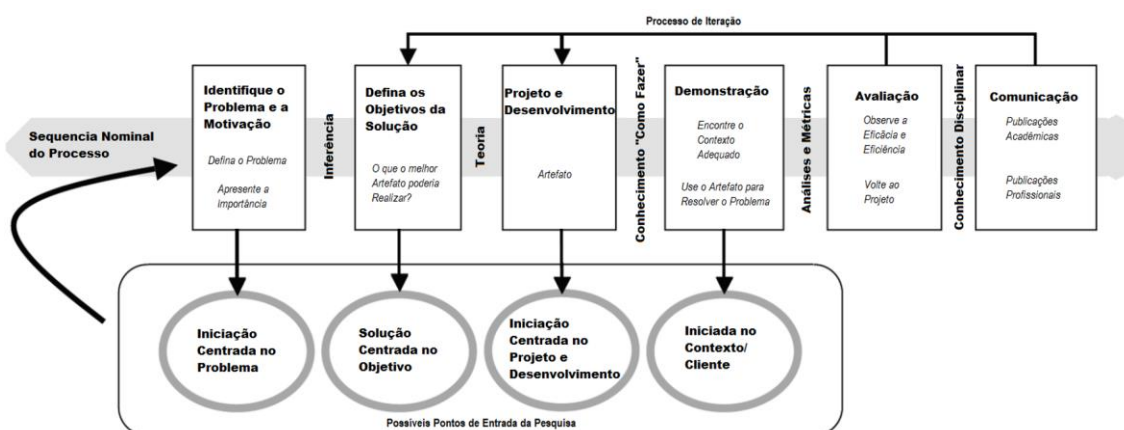 Processo de Iteração
Sequencia Nominal
do Processo
Identifique o
Problema e a
Motivação
Defina o Problema
Apresente a
Importância
Inferência
Defina os
Objetivos da
Solução
O que o melhor
Artefato poderia
Realizar?
Teoria
Projeto e
Desenvolvimento
Artefato
Conhecimento "Como Fazer"
Demonstração
Encontre o
Contexto
Adequado
Use o Artefato para
Resolver o Problema
Análises e Métricas
Avaliação
Observe a
Eficâcia e
Eficiência
Volte ao
Projeto
Conhecimento Disciplinar
Comunicação
Publicações
Acadêmicas
Publicações
Profissionais
Iniciação
Centrada no
Problema
Solução
Centrada no
Objetivo
Iniciação
Centrada no
Projeto e
Desenvolvimento
Iniciada no
Contexto/
Cliente
Possíveis Pontos de Entrada da Pesquisa